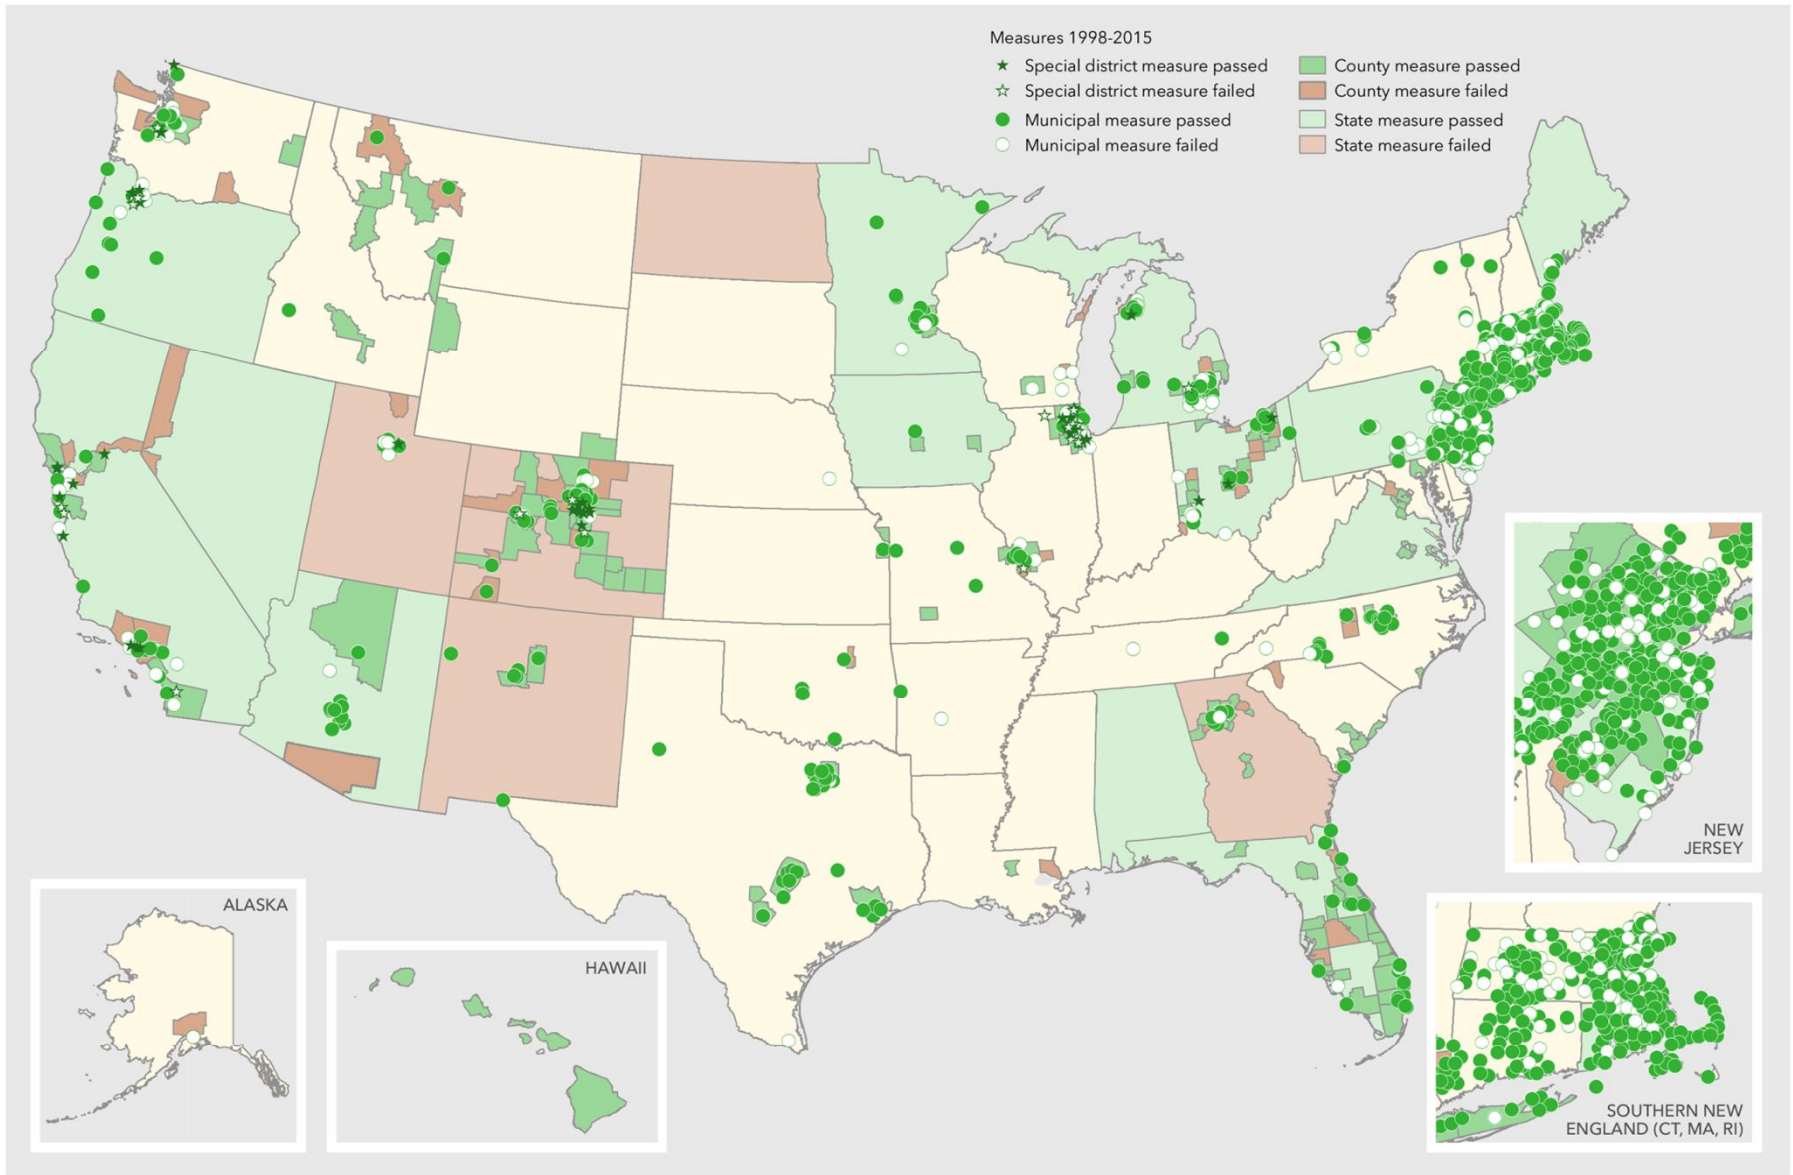 Measures 1998-2015
Special district measure passed
Special district measure failed
Municipal measure passed
Municipal measure failed
County measure passed
County measure failed
State measure passed
State measure failed
NEW
JERSEY
ALASKA
HAWAII
SOUTHERN NEW
ENGLAND (CT, MA, RI)